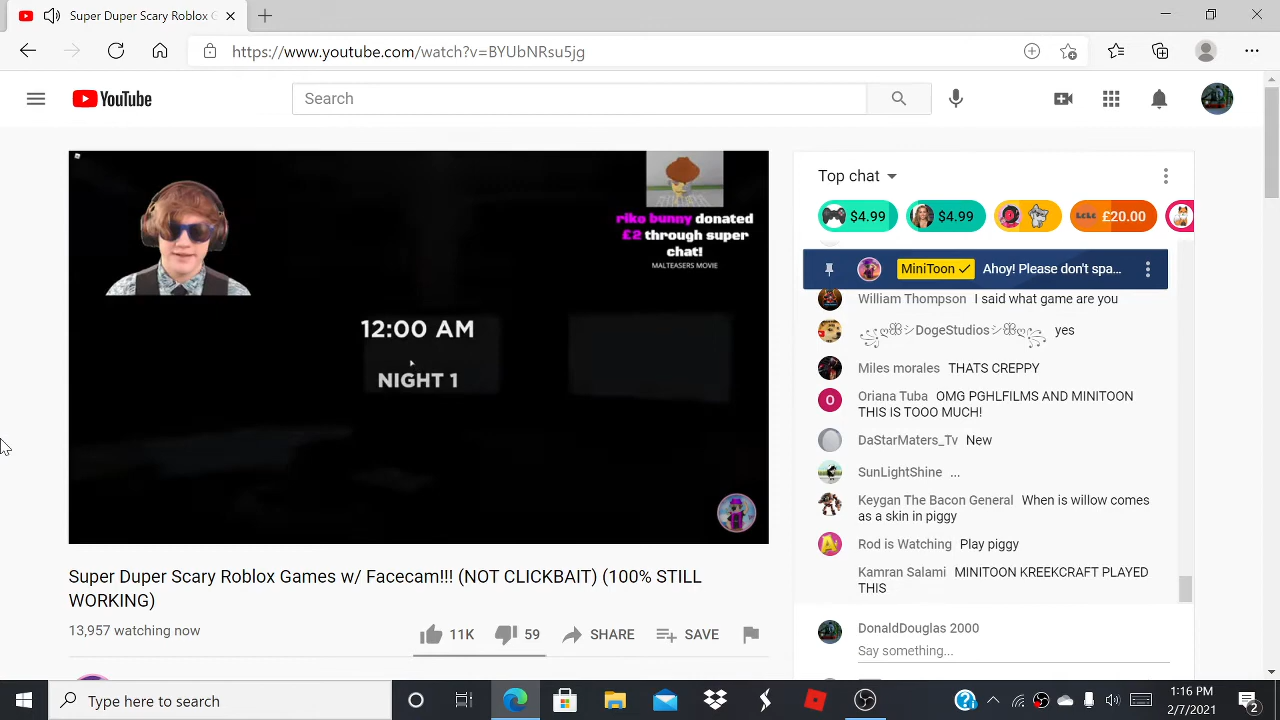 Super Duper Scary Roblox G
https://www.youtube.com/watch?v=BYUbNRsu5jg
YouTube
Search
riko bunny donated
£2 through super
chat!
MALTEASERS MOVIE
12:00 AM
NIGHT 1
Super Duper Scary Roblox Games w/ Facecam!!! (NOT CLICKBAIT) (100% STILL
WORKING)
13,957 watching now
11K 59 SHARE SAVE
Top chat
$4.99 $4.99 £20.00
MiniToon Ahoy! Please don't spa...
William Thompson I said what game are you
DogeStudios yes
Miles morales THATS CREPPY
Oriana Tuba OMG PGHLFILMS AND MINITOON
THIS IS TOOO MUCH!
DaStarMaters_Tv New
SunLightShine ...
Keygan The Bacon General When is willow comes
as a skin in piggy
Rod is Watching Play piggy
Kamran Salami MINITOON KREEKCRAFT PLAYED
THIS
DonaldDouglas 2000
Say something...
Type here to search
1:16 PM
2/7/2021
2